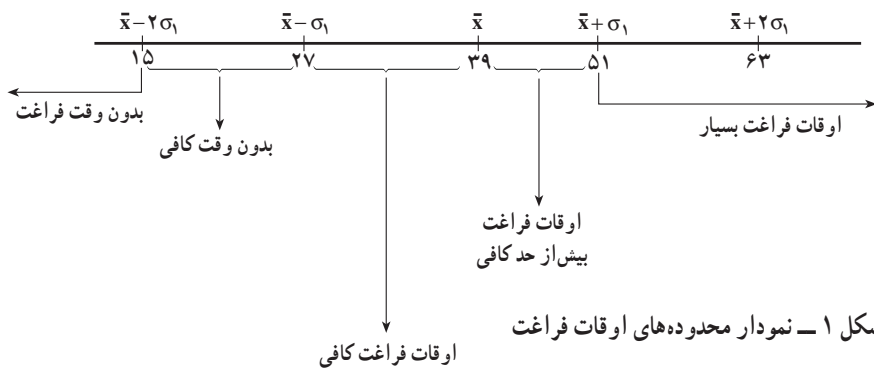 x̄−۲σ₁ x̄−σ₁ x̄ x̄+σ₁ x̄+۲σ₁
۱۵ ۲۷ ۳۹ ۵۱ ۶۳
اوقات فراغت بسیار
بدون وقت فراغت
بدون وقت کافی
اوقات فراغت
بیش از حد کافی
شکل ۱ ــ نمودار محدوده‌های اوقات فراغت
اوقات فراغت کافی